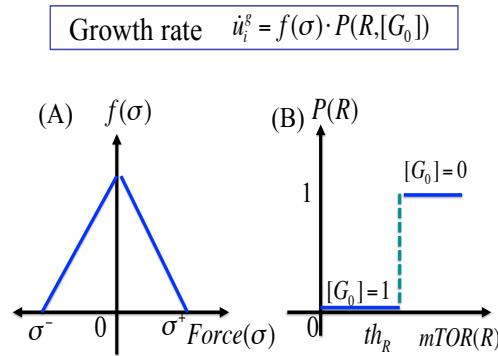 Growth rate u̇ᵢᵍ = f(σ)·P(R,[G₀])
(A) f(σ) (B) P(R)
[G₀]=0
1
[G₀]=1
0 0
σ⁻ σ⁺ Force(σ) th_R mTOR(R)